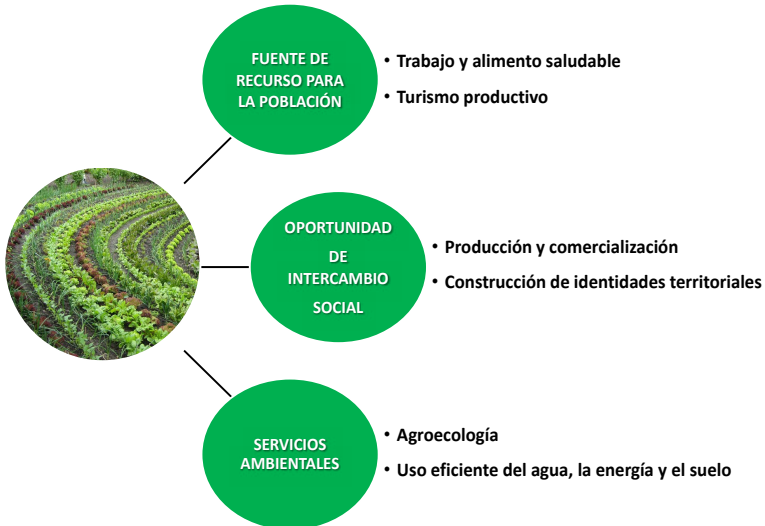 FUENTE DE
RECURSO PARA
LA POBLACIÓN
• Trabajo y alimento saludable
• Turismo productivo
OPORTUNIDAD
DE
INTERCAMBIO
SOCIAL
• Producción y comercialización
• Construcción de identidades territoriales
SERVICIOS
AMBIENTALES
• Agroecología
• Uso eficiente del agua, la energía y el suelo